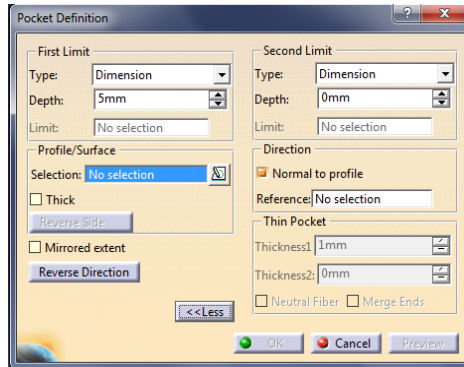 Pocket Definition
First Limit
Type: Dimension
Depth: 5mm
Limit: No selection
Profile/Surface
Selection: No selection
Thick
Reverse Side
Mirrored extent
Reverse Direction
<<Less
Second Limit
Type: Dimension
Depth: 0mm
Limit: No selection
Direction
Normal to profile
Reference: No selection
Thin Pocket
Thickness1 1mm
Thickness2: 0mm
Neutral Fiber Merge Ends
OK Cancel Preview